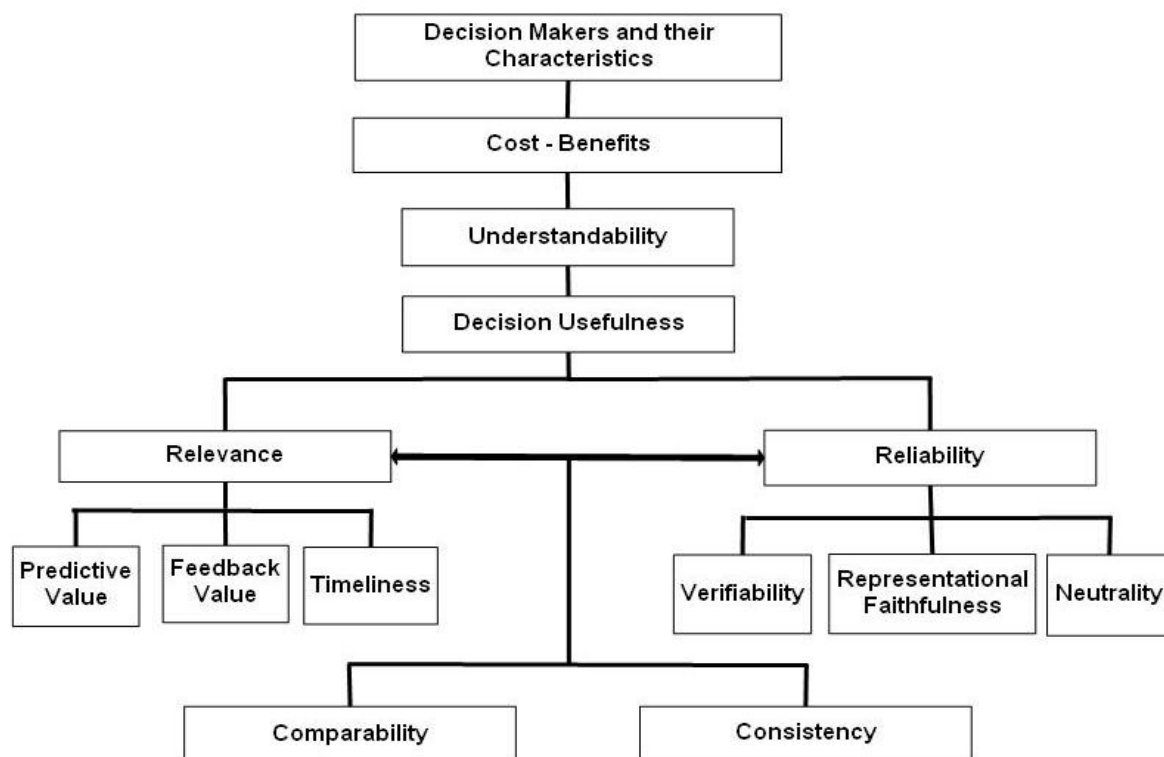 Decision Makers and their
Characteristics
Cost - Benefits
Understandability
Decision Usefulness
Relevance
Reliability
Predictive
Value
Feedback
Value
Timeliness
Verifiability
Representational
Faithfulness
Neutrality
Comparability
Consistency